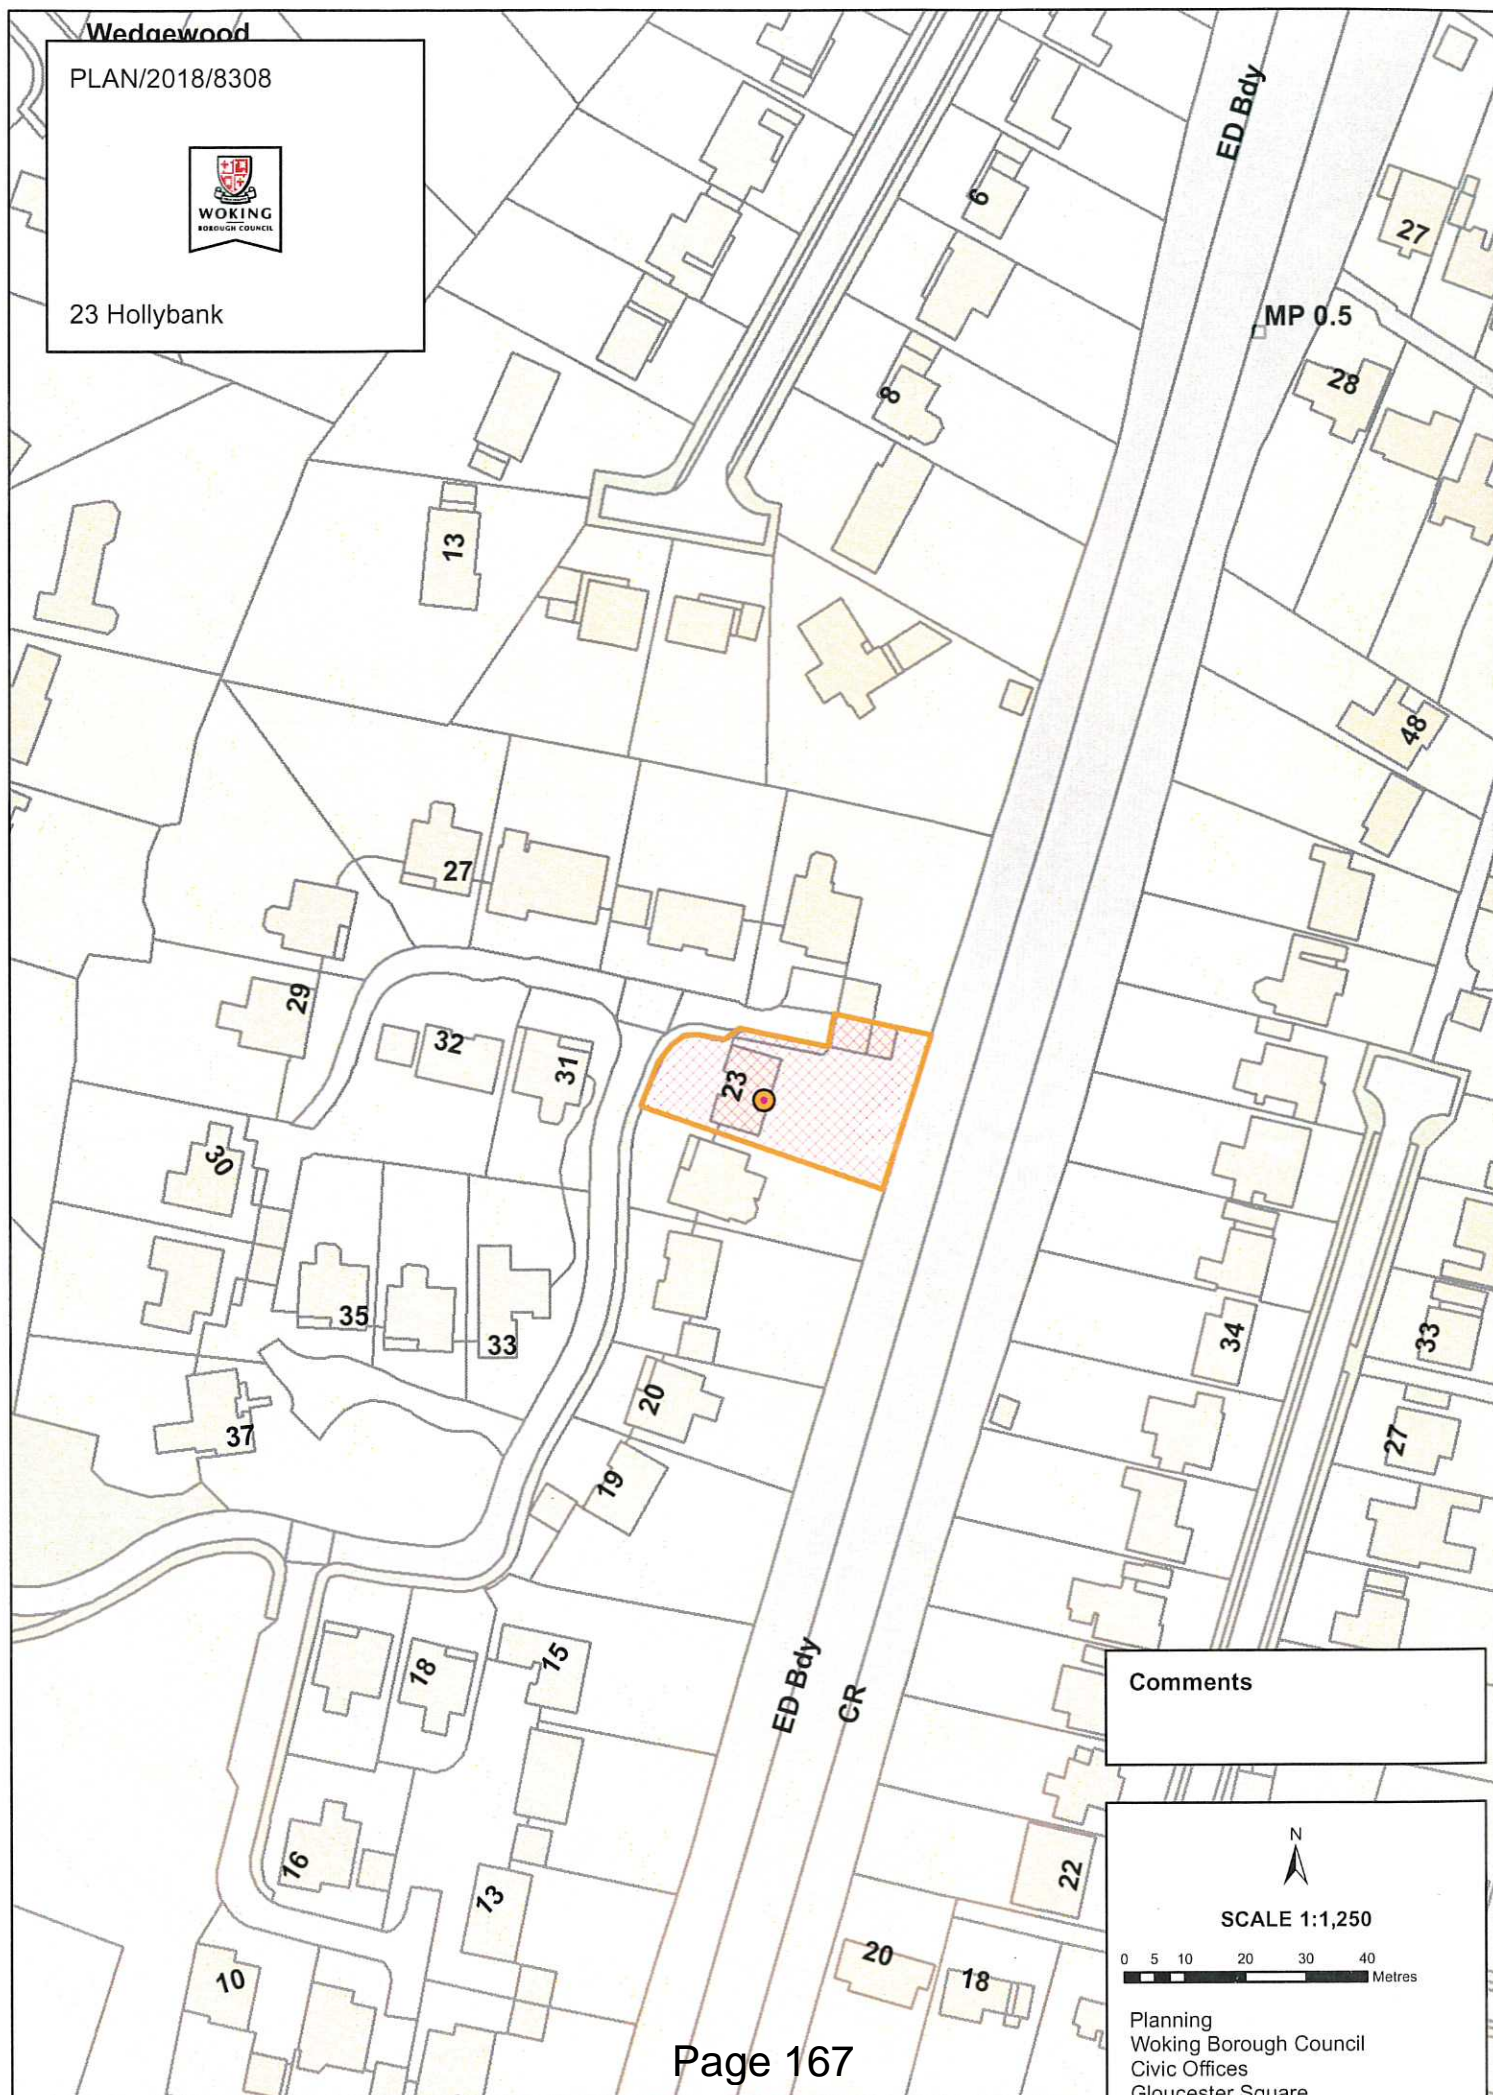 Wedgewood
PLAN/2018/8308
WOKING
BOROUGH COUNCIL
23 Hollybank
ED Bdy
6
27
MP 0.5
28
8
13
48
27
29
32
31
23
30
35
33
34
33
37
20
19
27
18
15
ED Bdy
CR
16
13
22
10
20
18
Comments
N
SCALE 1:1,250
0 5 10 20 30 40
Metres
Planning
Woking Borough Council
Civic Offices
Gloucester Square
Page 167